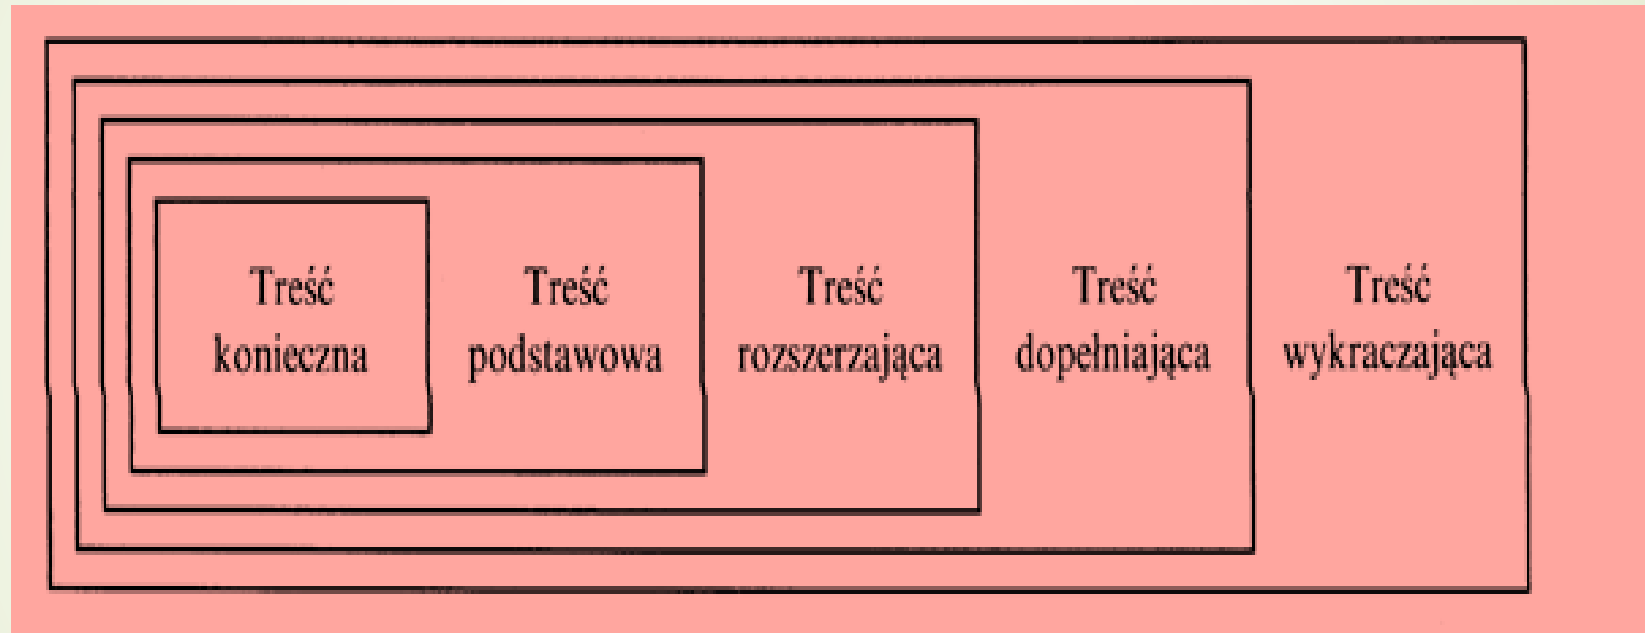 Treść
konieczna
Treść
podstawowa
Treść
rozszerzająca
Treść
dopełniająca
Treść
wykraczająca